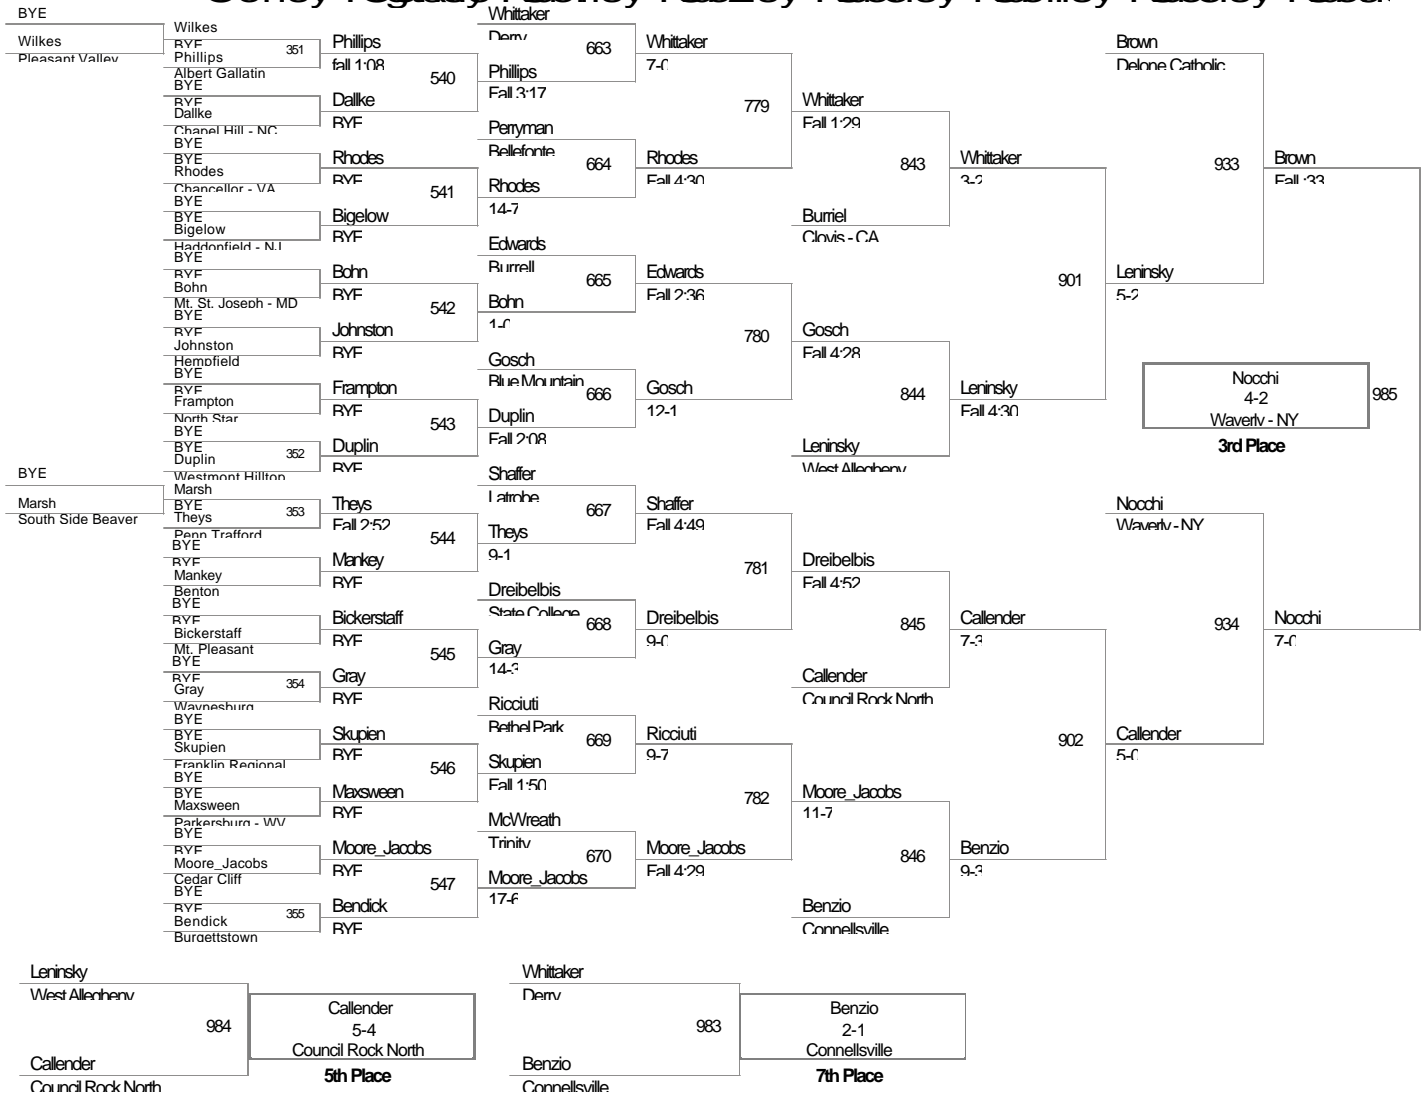 BYE
Wilkes
Pleasant Valley
Wilkes
BYE
351
Phillips
Albert Gallatin
BYE
BYE
Dallke
Chapel Hill - NC
BYE
BYE
Rhodes
Chancellor - VA
BYE
BYE
Bigelow
Haddonfield - NJ
BYE
BYE
Bohn
Mt. St. Joseph - MD
BYE
BYE
Johnston
Hempfield
BYE
BYE
Frampton
North Star
BYE
BYE
352
Duplin
Westmont Hilltop
BYE
Marsh
South Side Beaver
Marsh
BYE
353
Theys
Penn Trafford
BYE
BYE
Mankey
Benton
BYE
BYE
Bickerstaff
Mt. Pleasant
BYE
BYE
354
Gray
Waynesburg
BYE
BYE
Skupien
Franklin Regional
BYE
BYE
Maxsween
Parkersburg - WV
BYE
BYE
Moore_Jacobs
Cedar Cliff
BYE
BYE
355
Bendick
Burgettstown
Phillips
fall 1:08
540
Dallke
BYE
Rhodes
BYE
541
Bigelow
BYE
Bohn
BYE
542
Johnston
BYE
Frampton
BYE
543
Duplin
BYE
Theys
Fall 2:52
544
Mankey
BYE
Bickerstaff
BYE
545
Gray
BYE
Skupien
BYE
546
Maxsween
BYE
Moore_Jacobs
BYE
547
Bendick
BYE
Whittaker
Derry
663
Phillips
Fall 3:17
Perryman
Bellefonte
664
Rhodes
14-7
Edwards
Burrell
665
Bohn
1-0
Gosch
Blue Mountain
666
Duplin
Fall 2:08
Shaffer
Latrobe
667
Theys
9-1
Dreibelbis
State College
668
Gray
14-3
Ricciuti
Bethel Park
669
Skupien
Fall 1:50
McWreath
Trinity
670
Moore_Jacobs
17-6
Whittaker
7-0
779
Rhodes
Fall 4:30
Edwards
Fall 2:36
780
Gosch
12-1
Shaffer
Fall 4:49
781
Dreibelbis
9-0
Ricciuti
9-7
782
Moore_Jacobs
Fall 4:29
Whittaker
Fall 1:29
843
Burriel
Clovis - CA
Gosch
Fall 4:28
844
Leninsky
West Allegheny
Dreibelbis
Fall 4:52
845
Callender
Council Rock North
Moore_Jacobs
11-7
846
Benzio
Connellsville
Whittaker
3-2
901
Leninsky
Fall 4:30
Callender
7-3
902
Benzio
9-3
Brown
Delone Catholic
933
Leninsky
5-2
Nocchi
Waverly - NY
934
Callender
5-0
Brown
Fall :33
Nocchi
7-0
Nocchi
4-2
985
Waverly - NY
3rd Place
Leninsky
West Allegheny
984
Callender
Council Rock North
Callender
5-4
Council Rock North
5th Place
Whittaker
Derry
983
Benzio
Connellsville
Benzio
2-1
Connellsville
7th Place